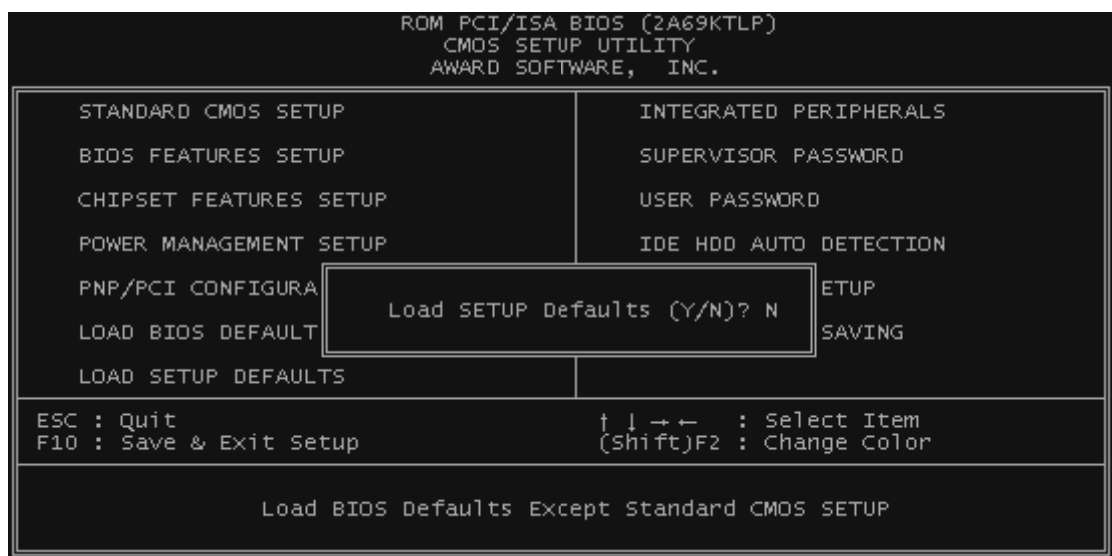 ROM PCI/ISA BIOS (2A69KTLP)
CMOS SETUP UTILITY
AWARD SOFTWARE, INC.
STANDARD CMOS SETUP
BIOS FEATURES SETUP
CHIPSET FEATURES SETUP
POWER MANAGEMENT SETUP
PNP/PCI CONFIGURA
LOAD BIOS DEFAULT
LOAD SETUP DEFAULTS
INTEGRATED PERIPHERALS
SUPERVISOR PASSWORD
USER PASSWORD
IDE HDD AUTO DETECTION
ETUP
SAVING
Load SETUP Defaults (Y/N)? N
ESC : Quit
F10 : Save & Exit Setup
↑ ↓ → ← : Select Item
(Shift)F2 : Change Color
Load BIOS Defaults Except Standard CMOS SETUP